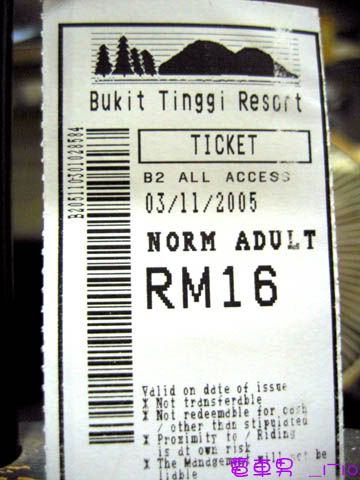 Bukit Tinggi Resort
TICKET
B2 ALL ACCESS
03/11/2005
NORM ADULT
RM16
Valid on date of issue
X Not transferable
X Not redeemable for cash
/ other than stipulated
X Proximity to / Riding
is at own risk
X The Management will not be
liable
電車男 _1710